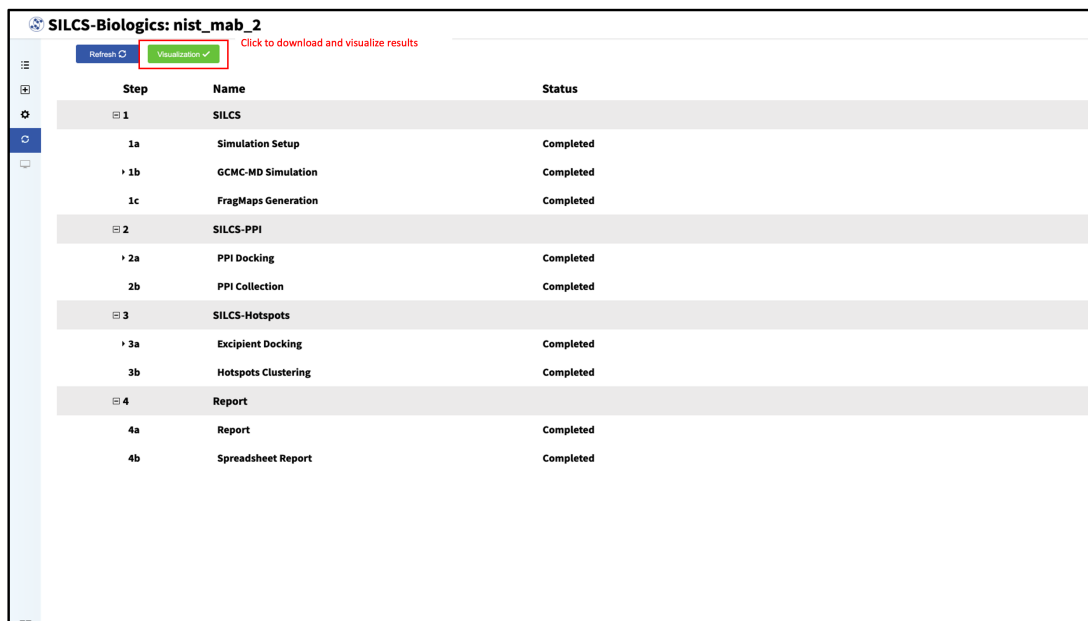 SILCS-Biologics: nist_mab_2
Refresh Visualization Click to download and visualize results
Step Name Status
1 SILCS
1a Simulation Setup Completed
1b GCMC-MD Simulation Completed
1c FragMaps Generation Completed
2 SILCS-PPI
2a PPI Docking Completed
2b PPI Collection Completed
3 SILCS-Hotspots
3a Excipient Docking Completed
3b Hotspots Clustering Completed
4 Report
4a Report Completed
4b Spreadsheet Report Completed